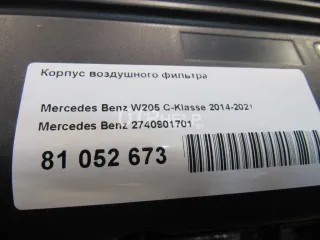 Корпус воздушного фильтра
Mercedes Benz W205 C-Klasse 2014-2021
Mercedes Benz 2740901701
81 052 673